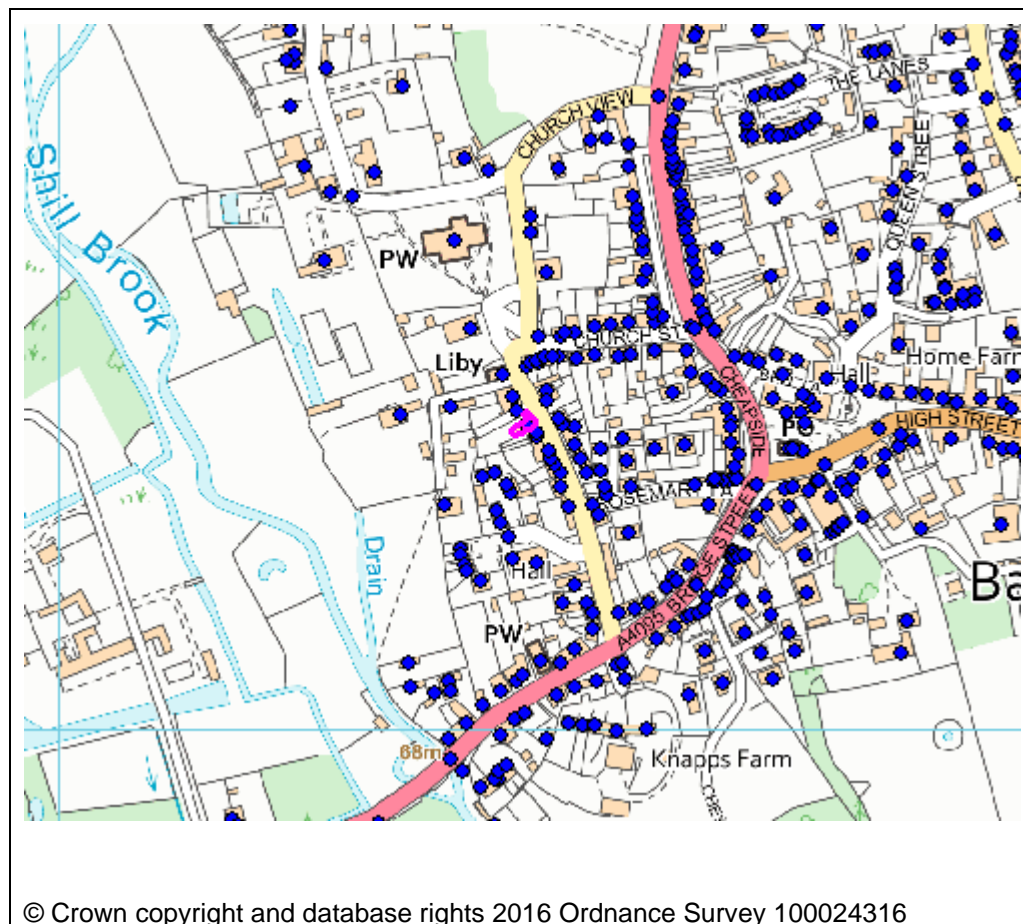 THE LANES
CHURCH VIEW
QUEEN STREET
Shill Brook
PW
CHURCH ST
Liby
Home Farm
Hall
CHEAPSIDE
HIGH STREET
PO
Drain
Hall
A4095 BRIDGE STREET
Ba
PW
68m
Knapps Farm
© Crown copyright and database rights 2016 Ordnance Survey 100024316